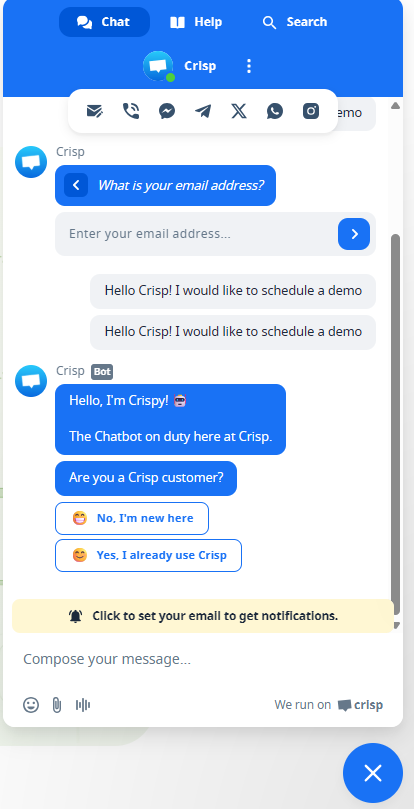 Chat
Help
Search
Crisp
emo
Crisp
What is your email address?
Enter your email address...
Hello Crisp! I would like to schedule a demo
Hello Crisp! I would like to schedule a demo
Crisp Bot
Hello, I'm Crispy!
The Chatbot on duty here at Crisp.
Are you a Crisp customer?
No, I'm new here
Yes, I already use Crisp
Click to set your email to get notifications.
Compose your message...
We run on crisp